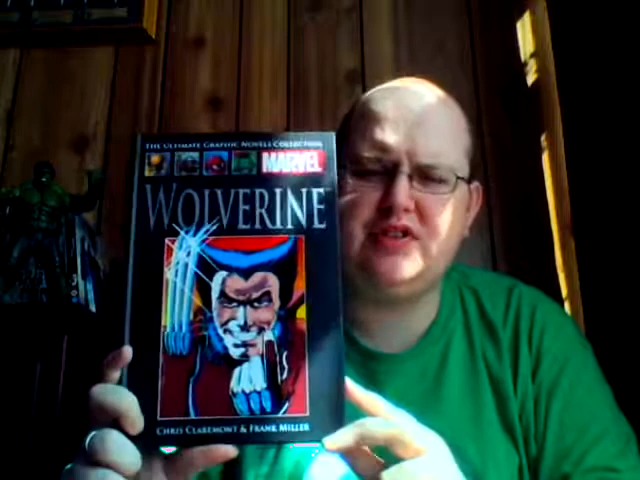 THE ULTIMATE GRAPHIC NOVELS COLLECTION
MARVEL
WOLVERINE
CHRIS CLAREMONT & FRANK MILLER